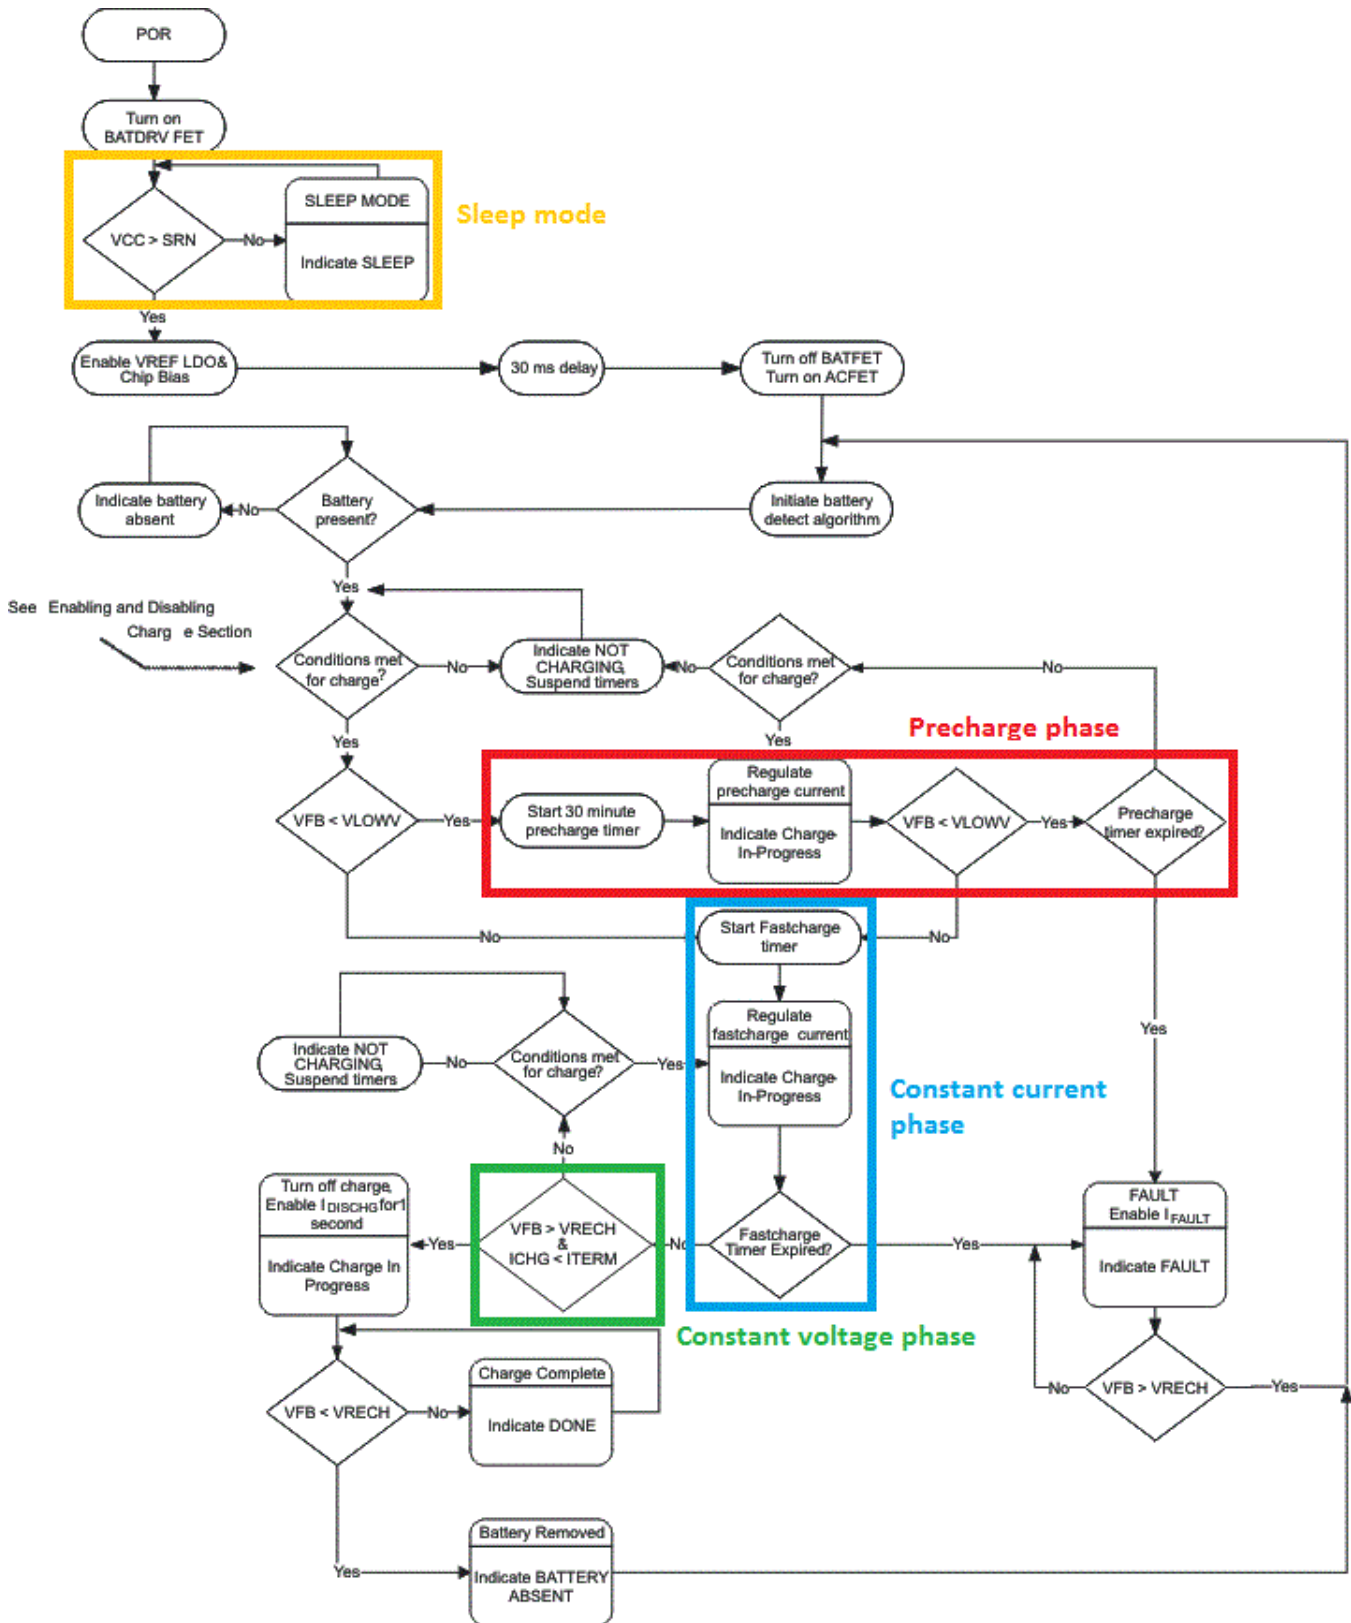 POR
Turn on
BATDRV FET
SLEEP MODE
Sleep mode
VCC > SRN
No
Indicate SLEEP
Yes
Enable VREF LDO&
Chip Bias
30 ms delay
Turn off BATFET
Turn on ACFET
Indicate battery
absent
No
Battery
present?
Initiate battery
detect algorithm
Yes
See Enabling and Disabling
Charg e Section
Conditions met
for charge?
No
Indicate NOT
CHARGING,
Suspend timers
No
Conditions met
for charge?
No
Yes
Yes
Precharge phase
VFB < VLOWV
Yes
Start 30 minute
precharge timer
Regulate
precharge current
Indicate Charge-
In-Progress
VFB < VLOWV
Yes
Precharge
timer expired?
No
Start Fastcharge
timer
No
Regulate
fastcharge current
Indicate Charge-
In-Progress
Yes
Indicate NOT
CHARGING,
Suspend timers
No
Conditions met
for charge?
Yes
Constant current
phase
No
Turn off charge,
Enable I DISCHG for1
second
Indicate Charge In
Progress
Yes
VFB > VRECH
&
ICHG < ITERM
No
Fastcharge
Timer Expired?
Yes
FAULT
Enable I FAULT
Indicate FAULT
Constant voltage phase
VFB < VRECH
No
Charge Complete
Indicate DONE
No
VFB > VRECH
Yes
Yes
Battery Removed
Indicate BATTERY
ABSENT